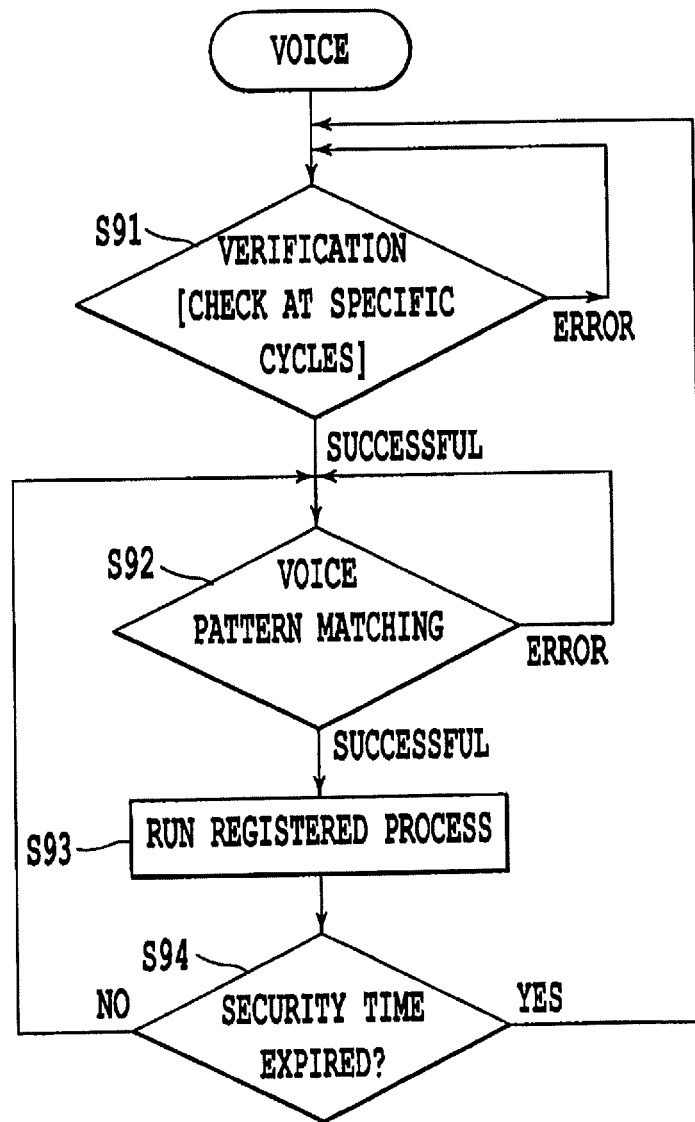 VOICE
S91
VERIFICATION
[CHECK AT SPECIFIC
CYCLES]
ERROR
SUCCESSFUL
S92
VOICE
PATTERN MATCHING
ERROR
SUCCESSFUL
S93
RUN REGISTERED PROCESS
S94
NO
YES
SECURITY TIME
EXPIRED?